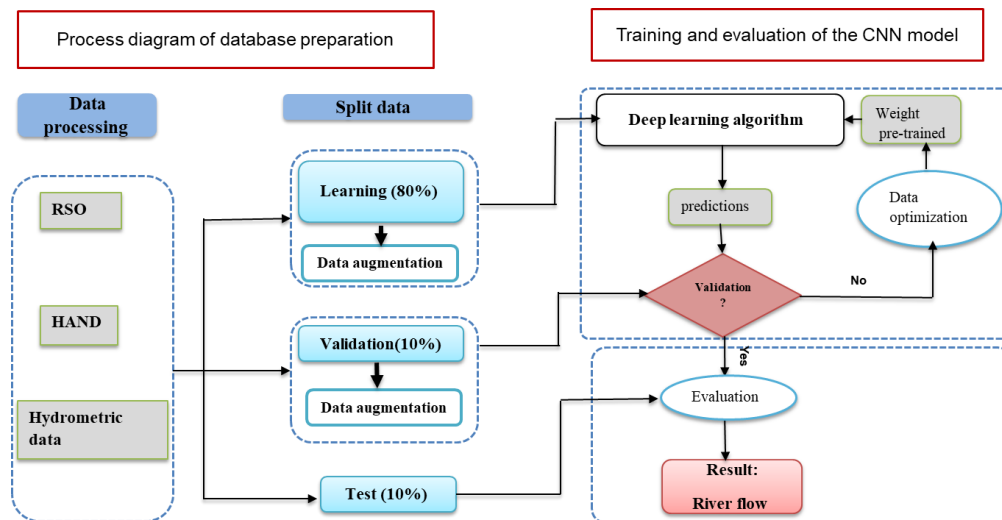 Process diagram of database preparation
Training and evaluation of the CNN model
Data
processing
RSO
HAND
Hydrometric
data
Split data
Learning (80%)
Data augmentation
Validation(10%)
Data augmentation
Test (10%)
Deep learning algorithm
Weight
pre-trained
predictions
Data
optimization
Validation
?
No
Yes
Evaluation
Result:
River flow